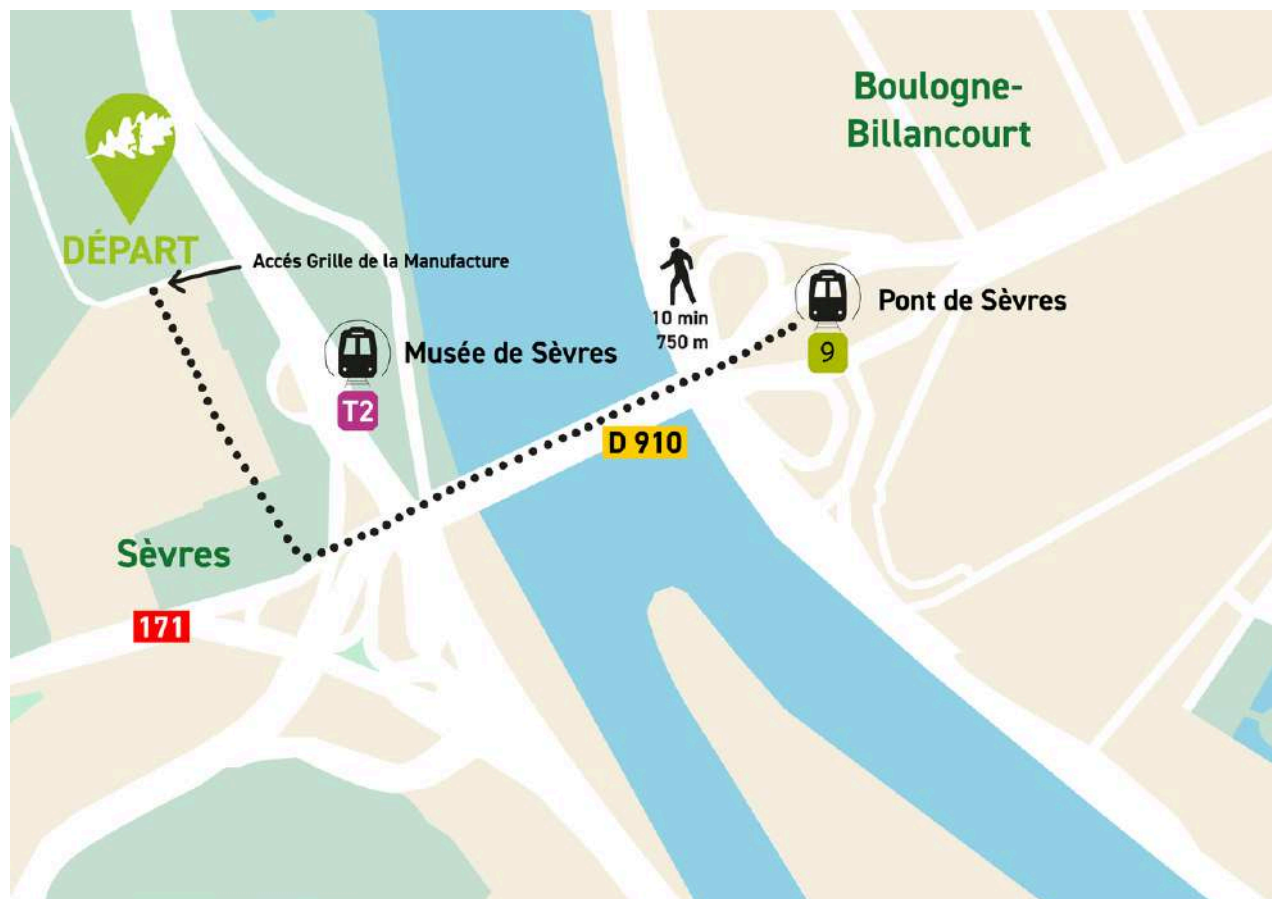 Boulogne-
Billancourt
DÉPART
Accés Grille de la Manufacture
10 min
750 m
Pont de Sèvres
9
Musée de Sèvres
T2
D 910
Sèvres
171